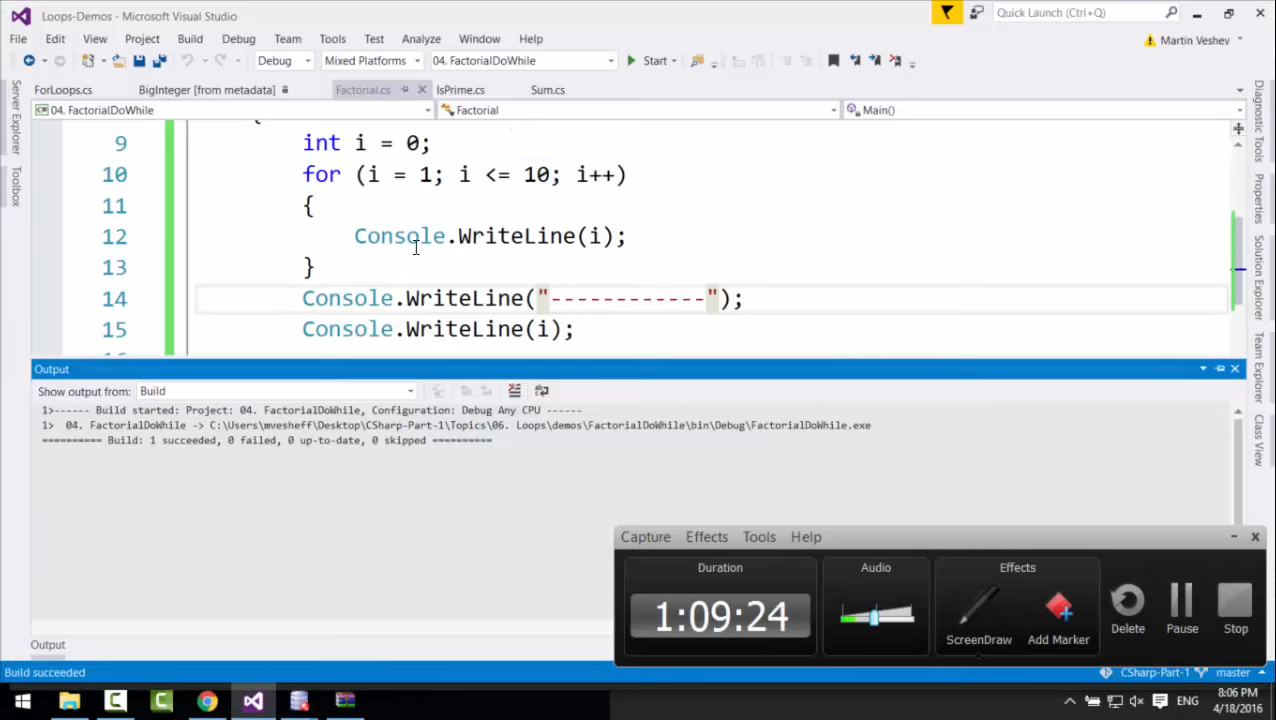 Loops-Demos - Microsoft Visual Studio
Quick Launch (Ctrl+Q)
File Edit View Project Build Debug Team Tools Test Analyze Window Help
Martin Veshev
Debug Mixed Platforms 04. FactorialDoWhile Start
ForLoops.cs BigInteger [from metadata] Factorial.cs IsPrime.cs Sum.cs
04. FactorialDoWhile Factorial Main()
Server Explorer
Toolbox
Diagnostic Tools
Properties
Solution Explorer
Team Explorer
Class View
9 int i = 0;
10 for (i = 1; i <= 10; i++)
11 {
12 Console.WriteLine(i);
13 }
14 Console.WriteLine("------------");
15 Console.WriteLine(i);
Output
Show output from: Build
1>------ Build started: Project: 04. FactorialDoWhile, Configuration: Debug Any CPU ------
1> 04. FactorialDoWhile -> C:\Users\mvesheff\Desktop\CSharp-Part-1\Topics\06. Loops\demos\FactorialDoWhile\bin\Debug\FactorialDoWhile.exe
========== Build: 1 succeeded, 0 failed, 0 up-to-date, 0 skipped ==========
Capture Effects Tools Help
Duration Audio Effects
1:09:24
ScreenDraw Add Marker Delete Pause Stop
Output
Build succeeded
CSharp-Part-1 master
ENG
8:06 PM
4/18/2016